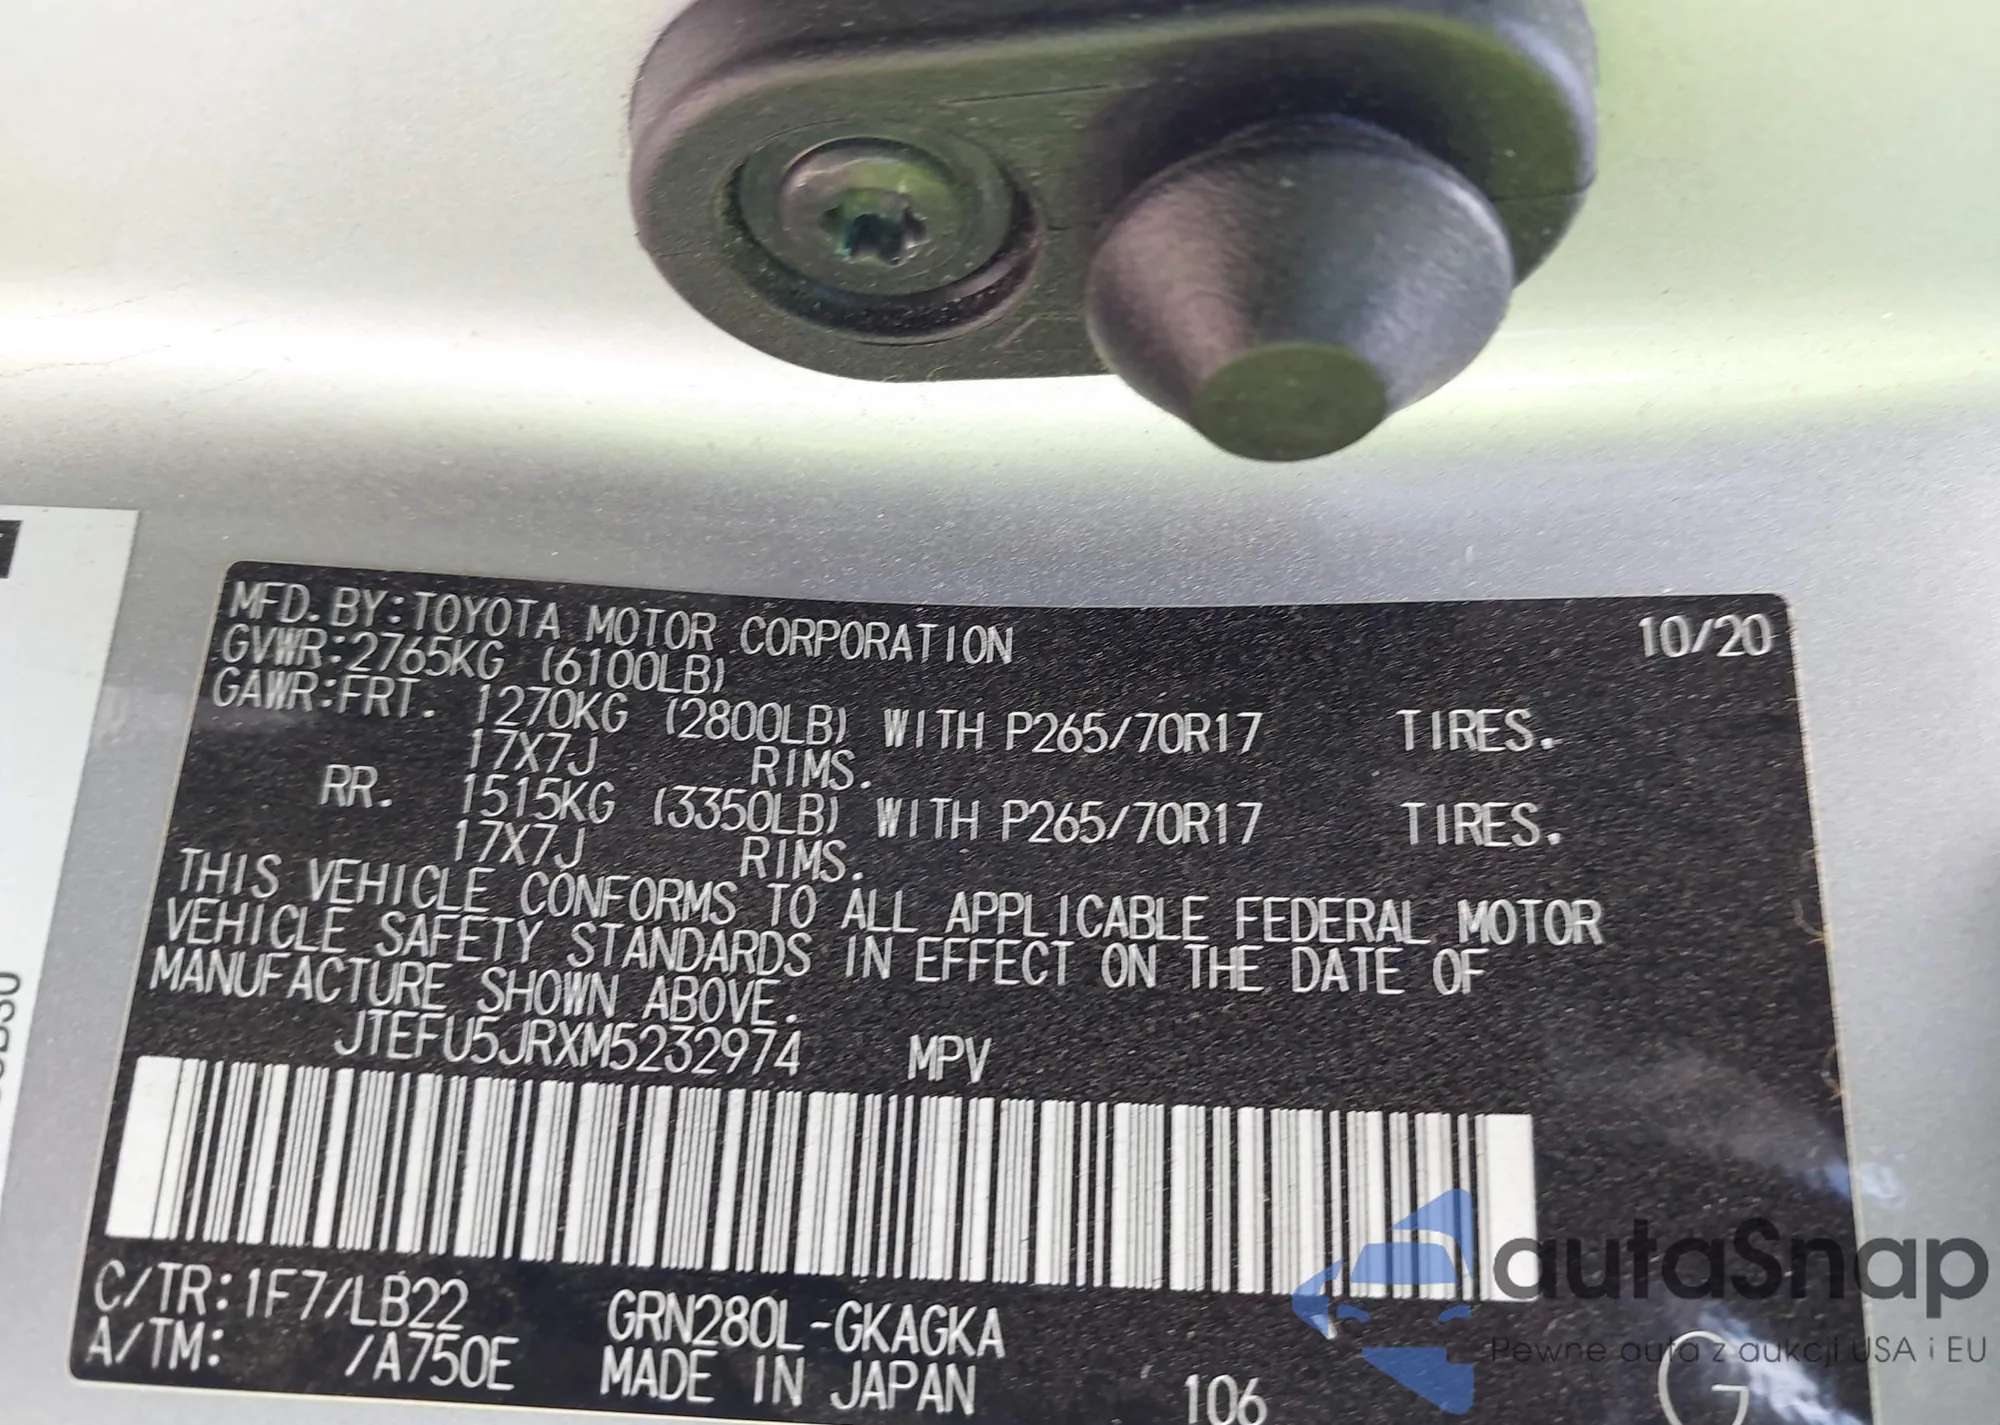 MFD. BY:TOYOTA MOTOR CORPORATION 10/20
GVWR:2765KG (6100LB)
GAWR:FRT. 1270KG (2800LB) WITH P265/70R17 TIRES.
17X7J RIMS.
RR. 1515KG (3350LB) WITH P265/70R17 TIRES.
17X7J RIMS.
THIS VEHICLE CONFORMS TO ALL APPLICABLE FEDERAL MOTOR
VEHICLE SAFETY STANDARDS IN EFFECT ON THE DATE OF
MANUFACTURE SHOWN ABOVE.
JTEFU5JRXM5232974 MPV
C/TR:1F7/LB22 GRN280L-GKAGKA
A/TM: /A750E MADE IN JAPAN 106 G
autaSnap
Pewne auta z aukcji USA i EU